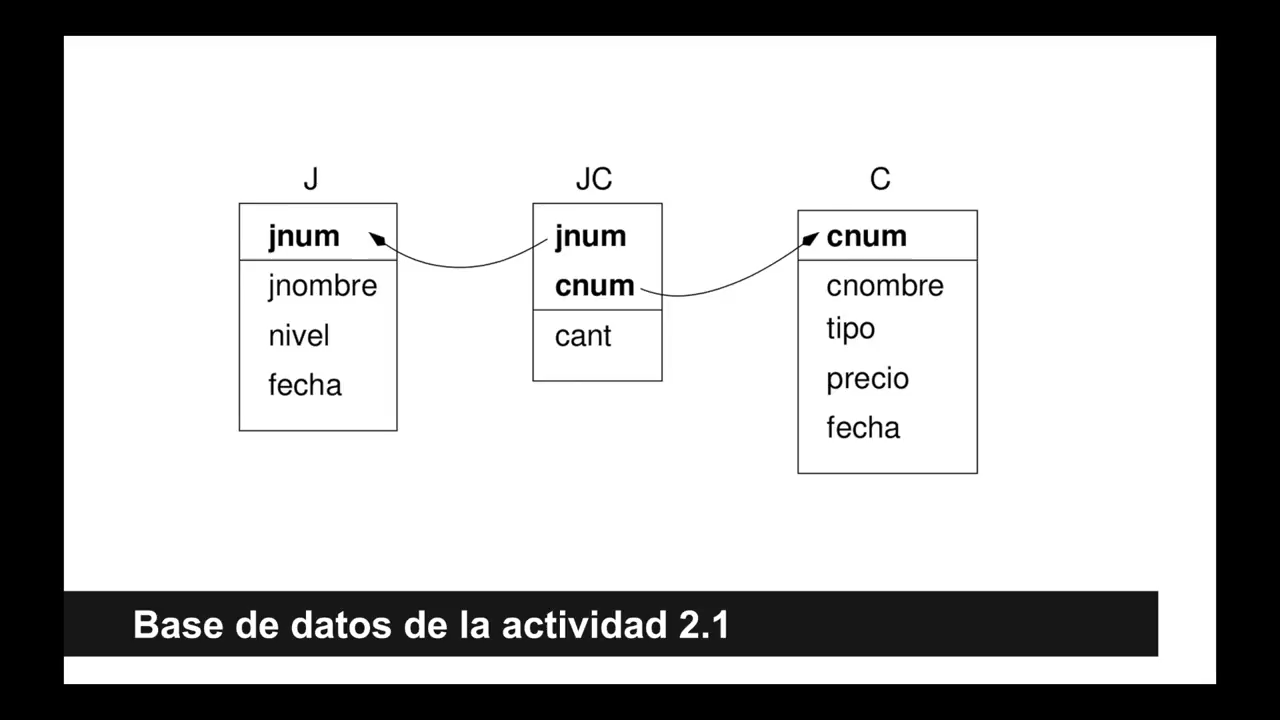 J
jnum
jnombre
nivel
fecha
JC
jnum
cnum
cant
C
cnum
cnombre
tipo
precio
fecha
Base de datos de la actividad 2.1